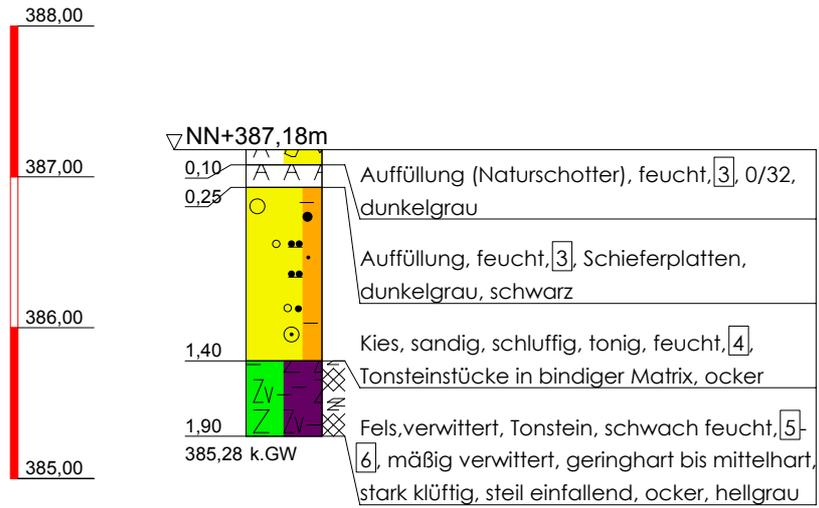 388,00
NN+387,18m
387,00
0,10
Auffüllung (Naturschotter), feucht, 3, 0/32,
dunkelgrau
0,25
Auffüllung, feucht, 3, Schieferplatten,
dunkelgrau, schwarz
386,00
1,40
Kies, sandig, schluffig, tonig, feucht, 4,
Tonsteinstücke in bindiger Matrix, ocker
1,90
385,28 k.GW
Fels,verwittert, Tonstein, schwach feucht, 5-
6, mäßig verwittert, geringhart bis mittelhart,
stark klüftig, steil einfallend, ocker, hellgrau
385,00